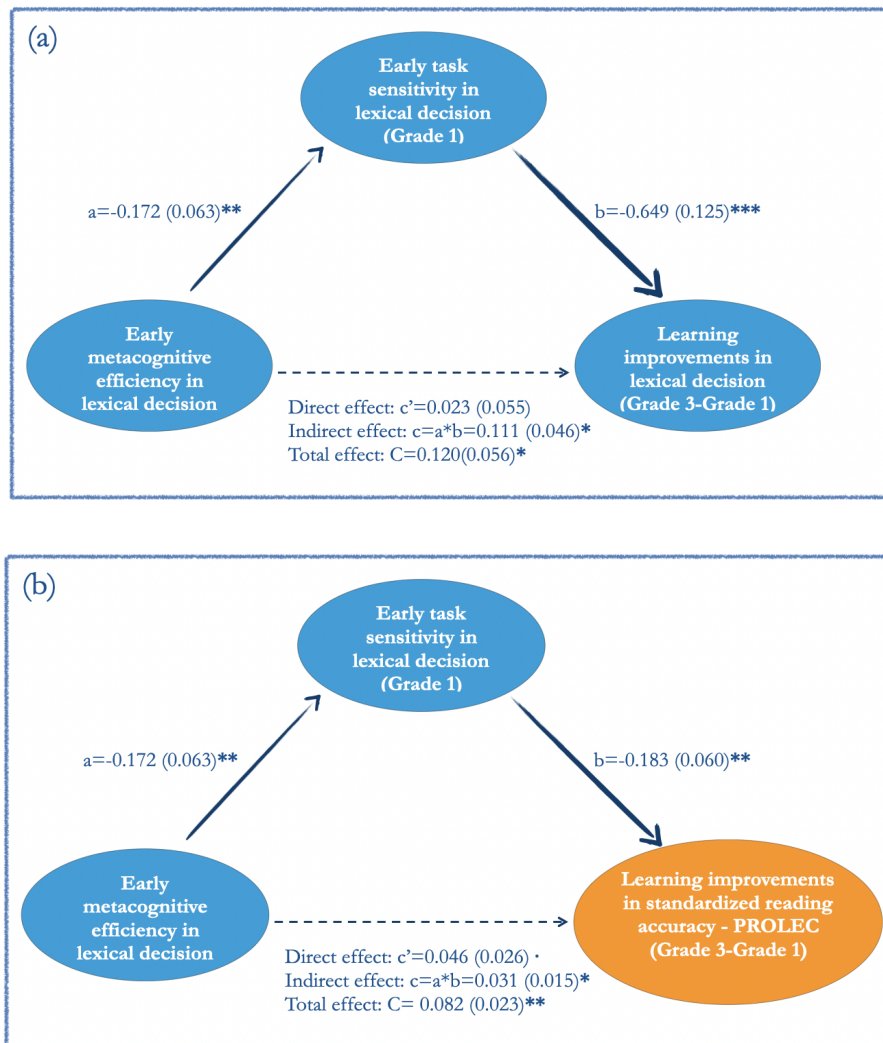 (a)
Early task
sensitivity in
lexical decision
(Grade 1)
a=-0.172 (0.063)**
b=-0.649 (0.125)***
Early
metacognitive
efficiency in
lexical decision
Learning
improvements in
lexical decision
(Grade 3-Grade 1)
Direct effect: c’=0.023 (0.055)
Indirect effect: c=a*b=0.111 (0.046)*
Total effect: C=0.120(0.056)*
(b)
Early task
sensitivity in
lexical decision
(Grade 1)
a=-0.172 (0.063)**
b=-0.183 (0.060)**
Early
metacognitive
efficiency in
lexical decision
Learning improvements
in standardized reading
accuracy - PROLEC
(Grade 3-Grade 1)
Direct effect: c’=0.046 (0.026) ·
Indirect effect: c=a*b=0.031 (0.015)*
Total effect: C= 0.082 (0.023)**